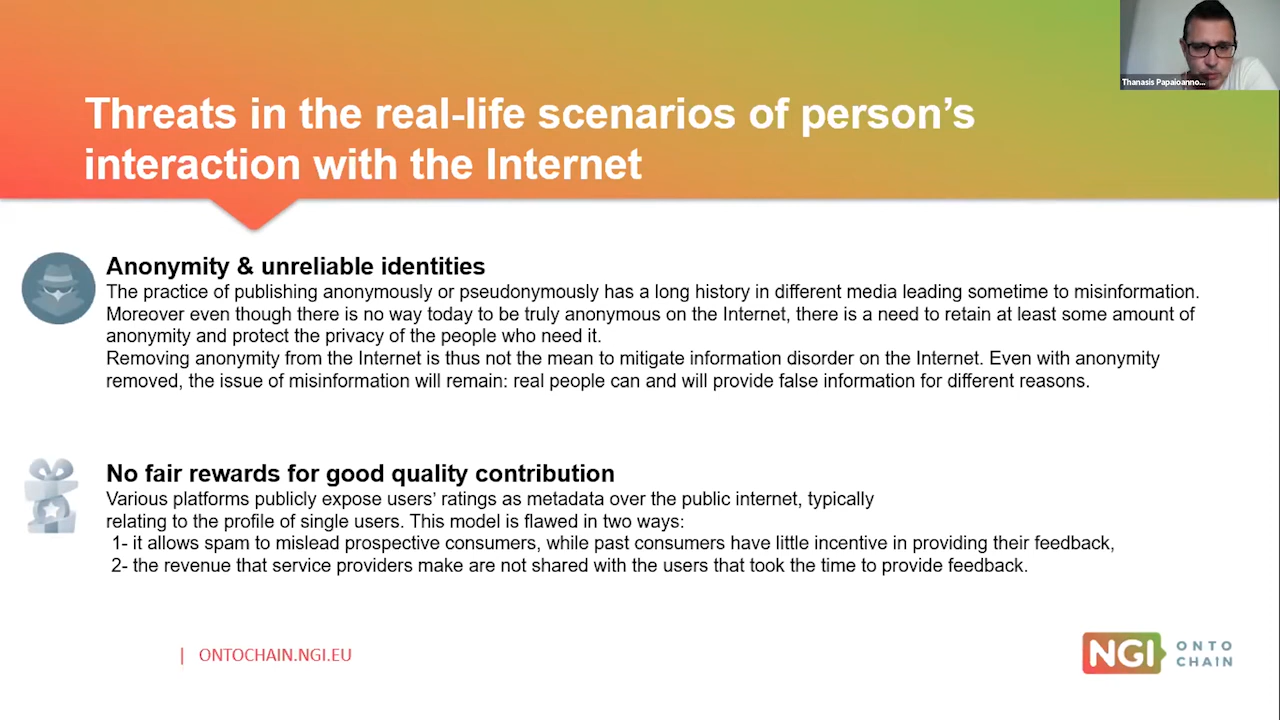 Thanasis Papaioanno...
Threats in the real-life scenarios of person’s
interaction with the Internet
Anonymity & unreliable identities
The practice of publishing anonymously or pseudonymously has a long history in different media leading sometime to misinformation.
Moreover even though there is no way today to be truly anonymous on the Internet, there is a need to retain at least some amount of
anonymity and protect the privacy of the people who need it.
Removing anonymity from the Internet is thus not the mean to mitigate information disorder on the Internet. Even with anonymity
removed, the issue of misinformation will remain: real people can and will provide false information for different reasons.
No fair rewards for good quality contribution
Various platforms publicly expose users’ ratings as metadata over the public internet, typically
relating to the profile of single users. This model is flawed in two ways:
1- it allows spam to mislead prospective consumers, while past consumers have little incentive in providing their feedback,
2- the revenue that service providers make are not shared with the users that took the time to provide feedback.
| ONTOCHAIN.NGI.EU
NGI ONTO
CHAIN